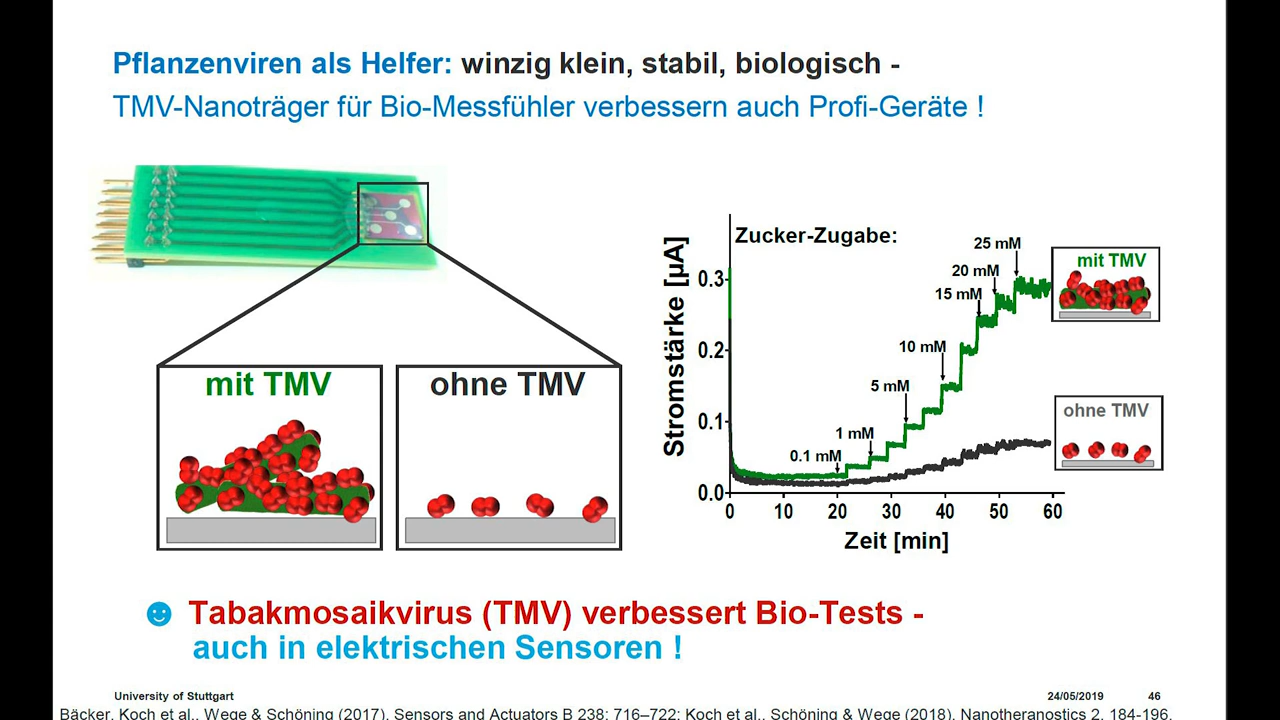 Pflanzenviren als Helfer: winzig klein, stabil, biologisch -
TMV-Nanoträger für Bio-Messfühler verbessern auch Profi-Geräte !
mit TMV
ohne TMV
Stromstärke [µA]
Zucker-Zugabe:
0.3
0.2
0.1
0.0
0.1 mM
1 mM
5 mM
10 mM
15 mM
20 mM
25 mM
mit TMV
ohne TMV
0 10 20 30 40 50 60
Zeit [min]
Tabakmosaikvirus (TMV) verbessert Bio-Tests -
auch in elektrischen Sensoren !
University of Stuttgart
24/05/2019
46
Bäcker, Koch et al., Wege & Schöning (2017), Sensors and Actuators B 238: 716–722; Koch et al., Schöning & Wege (2018), Nanotheranostics 2, 184-196.